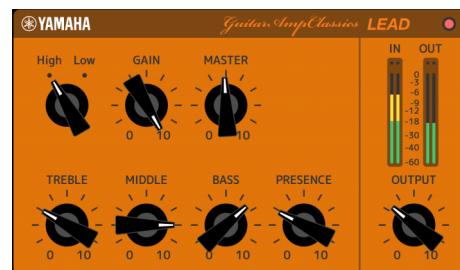 YAMAHA Guitar Amp Classics LEAD
IN OUT
High Low GAIN MASTER
0
-3
-6
-9
-12
-18
-30
-40
-60
0 10 0 10
TREBLE MIDDLE BASS PRESENCE OUTPUT
0 10 0 10 0 10 0 10 0 10